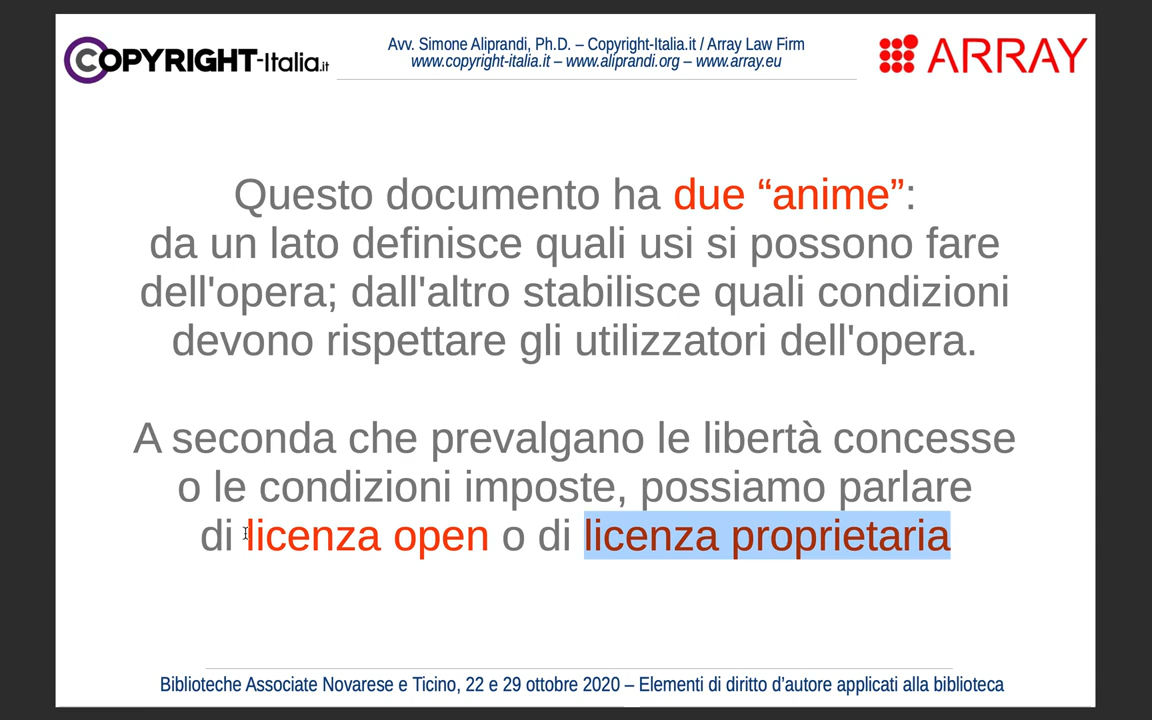 COPYRIGHT-Italia.it
Avv. Simone Aliprandi, Ph.D. – Copyright-Italia.it / Array Law Firm
www.copyright-italia.it – www.aliprandi.org – www.array.eu
ARRAY
Questo documento ha due “anime”:
da un lato definisce quali usi si possono fare
dell'opera; dall'altro stabilisce quali condizioni
devono rispettare gli utilizzatori dell'opera.
A seconda che prevalgano le libertà concesse
o le condizioni imposte, possiamo parlare
di licenza open o di licenza proprietaria
Biblioteche Associate Novarese e Ticino, 22 e 29 ottobre 2020 – Elementi di diritto d’autore applicati alla biblioteca